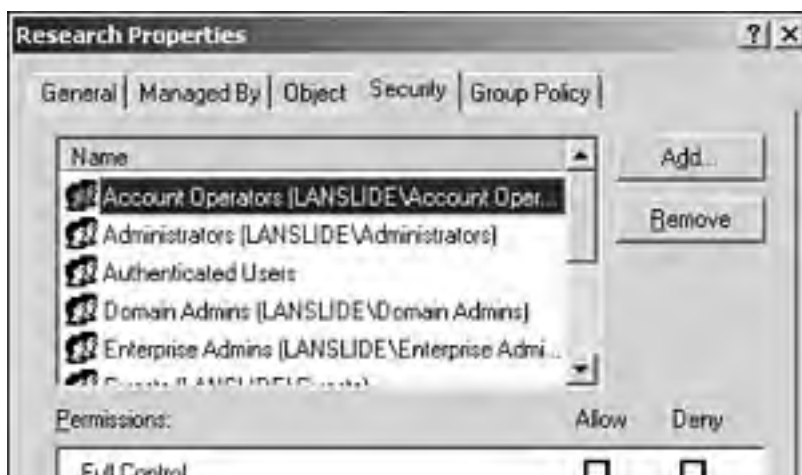 Research Properties ? ×
General Managed By Object Security Group Policy
Name
Add...
Account Operators (LANSLIDE\Account Oper...
Remove
Administrators (LANSLIDE\Administrators)
Authenticated Users
Domain Admins (LANSLIDE\Domain Admins)
Enterprise Admins (LANSLIDE\Enterprise Admi...
Permissions: Allow Deny
Full Control